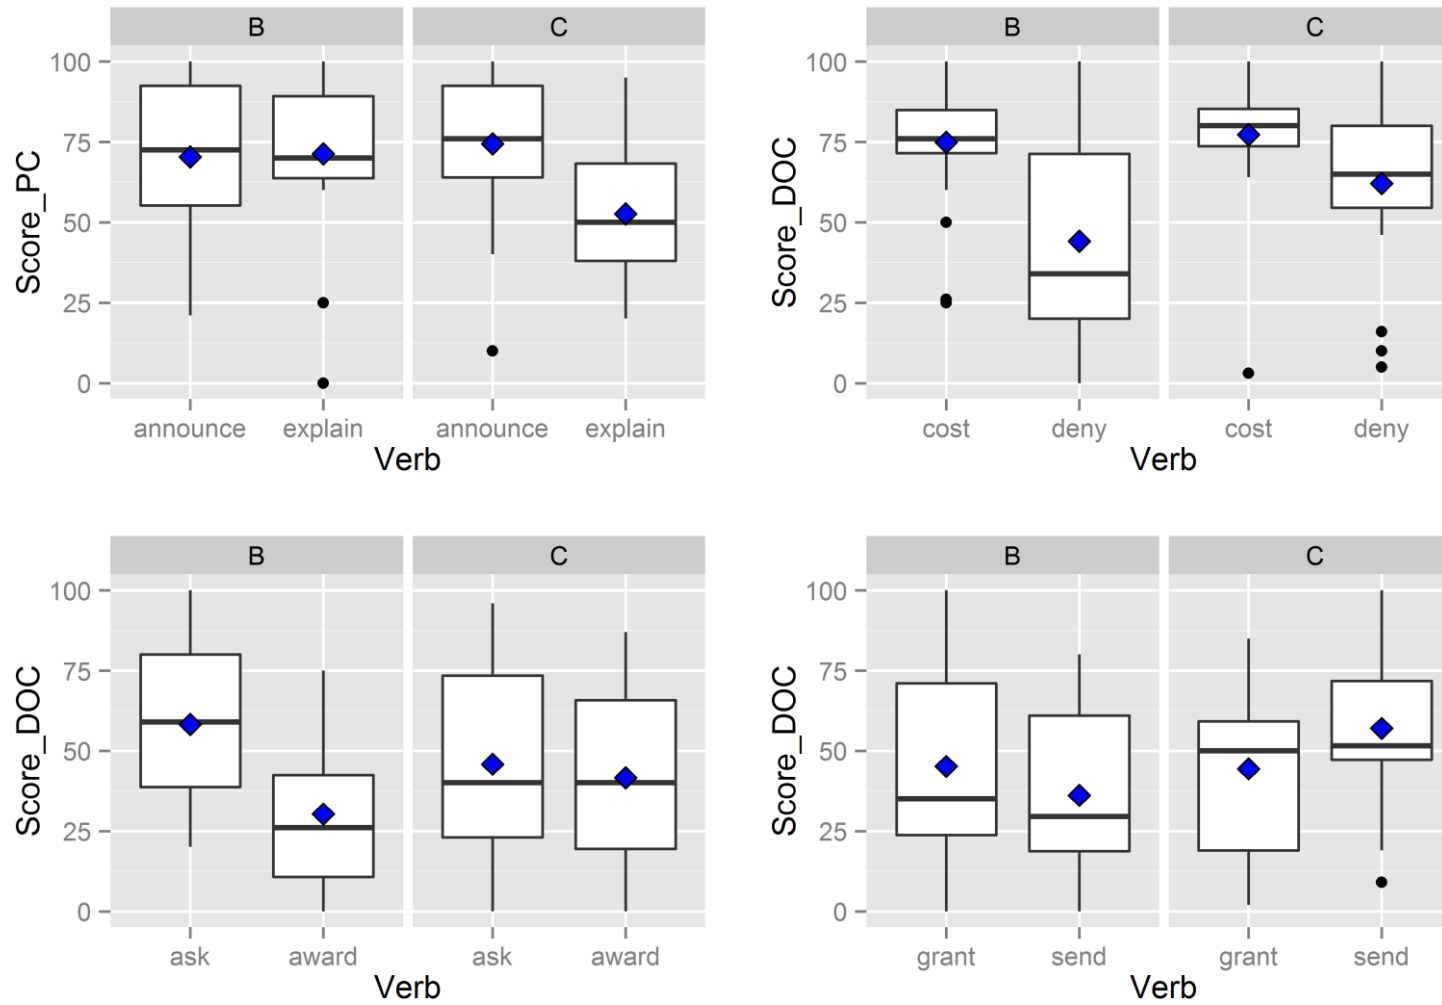 B C
Score_PC
100
75
50
25
0
announce explain announce explain
Verb
B C
Score_DOC
100
75
50
25
0
cost deny cost deny
Verb
B C
Score_DOC
100
75
50
25
0
ask award ask award
Verb
B C
Score_DOC
100
75
50
25
0
grant send grant send
Verb